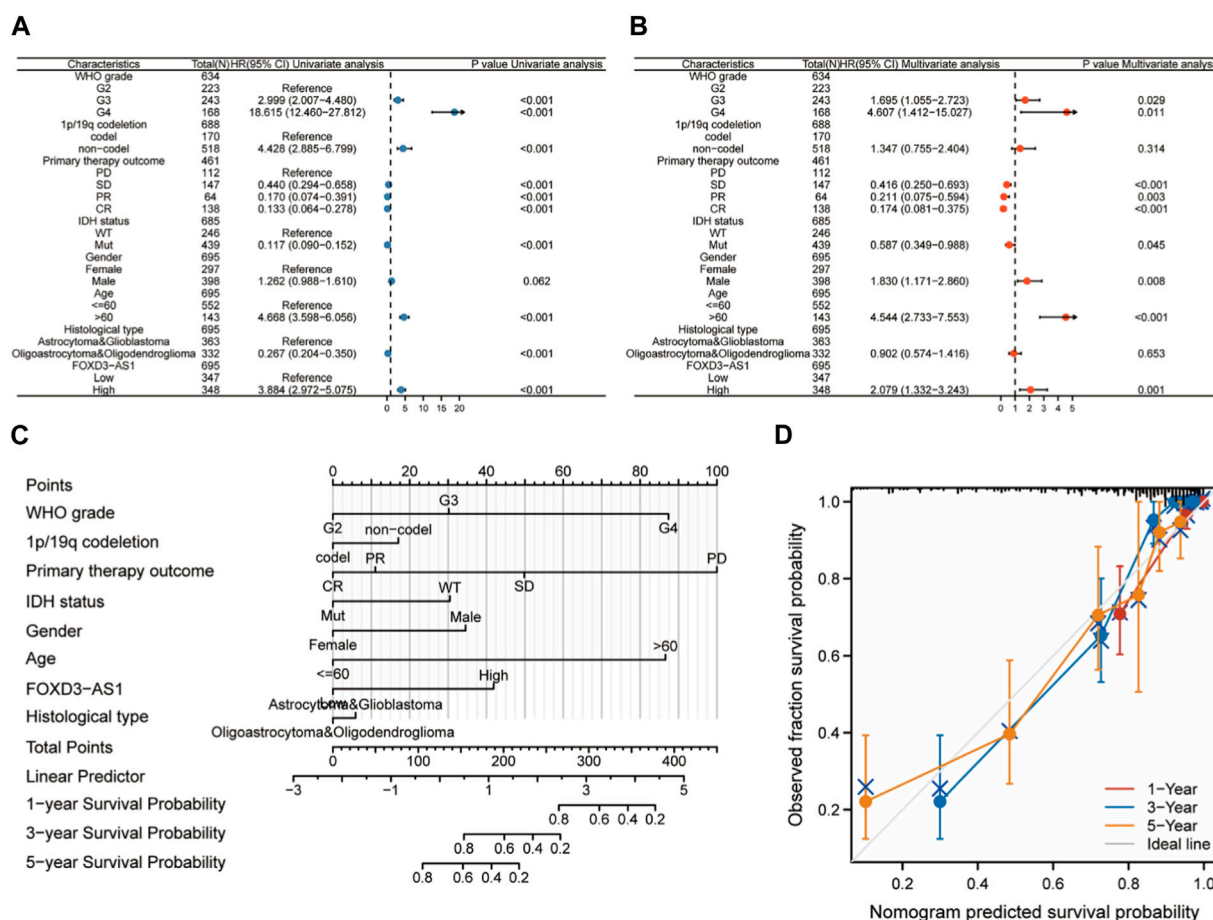 A
Characteristics Total(N) HR(95% CI) Univariate analysis P value Univariate analysis
WHO grade 634
G2 223 Reference
G3 243 2.999 (2.007−4.480) <0.001
G4 168 18.615 (12.460−27.812) <0.001
1p/19q codeletion 688
codel 170 Reference
non−codel 518 4.428 (2.885−6.799) <0.001
Primary therapy outcome 461
PD 112 Reference
SD 147 0.440 (0.294−0.658) <0.001
PR 64 0.170 (0.074−0.391) <0.001
CR 138 0.133 (0.064−0.278) <0.001
IDH status 685
WT 246 Reference
Mut 439 0.117 (0.090−0.152) <0.001
Gender 695
Female 297 Reference
Male 398 1.262 (0.988−1.610) 0.062
Age 695
<=60 552 Reference
>60 143 4.668 (3.598−6.056) <0.001
Histological type 695
Astrocytoma&Glioblastoma 363 Reference
Oligoastrocytoma&Oligodendroglioma 332 0.267 (0.204−0.350) <0.001
FOXD3−AS1 695
Low 347 Reference
High 348 3.884 (2.972−5.075) <0.001
0 5 10 15 20
B
Characteristics Total(N) HR(95% CI) Multivariate analysis P value Multivariate analysis
WHO grade 634
G2 223
G3 243 1.695 (1.055−2.723) 0.029
G4 168 4.607 (1.412−15.027) 0.011
1p/19q codeletion 688
codel 170
non−codel 518 1.347 (0.755−2.404) 0.314
Primary therapy outcome 461
PD 112
SD 147 0.416 (0.250−0.693) <0.001
PR 64 0.211 (0.075−0.594) 0.003
CR 138 0.174 (0.081−0.375) <0.001
IDH status 685
WT 246
Mut 439 0.587 (0.349−0.988) 0.045
Gender 695
Female 297
Male 398 1.830 (1.171−2.860) 0.008
Age 695
<=60 552
>60 143 4.544 (2.733−7.553) <0.001
Histological type 695
Astrocytoma&Glioblastoma 363
Oligoastrocytoma&Oligodendroglioma 332 0.902 (0.574−1.416) 0.653
FOXD3−AS1 695
Low 347
High 348 2.079 (1.332−3.243) 0.001
0 1 2 3 4 5
C
0 20 40 60 80 100
Points
G3
WHO grade
G2 non−codel G4
1p/19q codeletion
codel PR PD
Primary therapy outcome
CR WT SD
IDH status
Mut Male
Gender
Female >60
Age
<=60 High
FOXD3−AS1
Low Astrocytoma&Glioblastoma
Histological type
Oligoastrocytoma&Oligodendroglioma
Total Points
0 100 200 300 400
Linear Predictor
−3 −1 1 3 5
1−year Survival Probability
0.8 0.6 0.4 0.2
3−year Survival Probability
0.8 0.6 0.4 0.2
5−year Survival Probability
0.8 0.6 0.4 0.2
D
Observed fraction survival probability
1.0
0.8
0.6
0.4
0.2
1−Year
3−Year
5−Year
Ideal line
0.2 0.4 0.6 0.8 1.0
Nomogram predicted survival probability